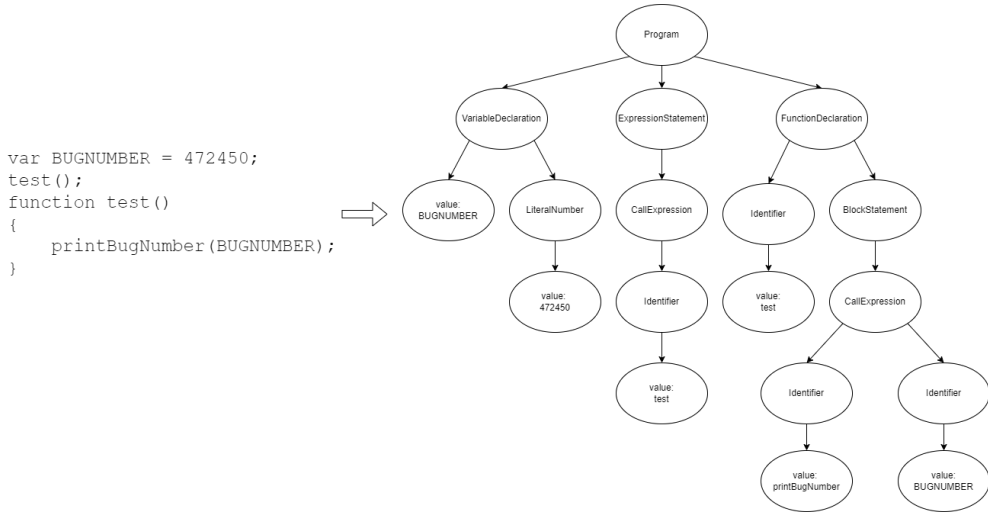 var BUGNUMBER = 472450;
test();
function test()
{
    printBugNumber(BUGNUMBER);
}
Program
VariableDeclaration
ExpressionStatement
FunctionDeclaration
value:
BUGNUMBER
LiteralNumber
CallExpression
Identifier
BlockStatement
value:
472450
Identifier
value:
test
CallExpression
value:
test
Identifier
Identifier
value:
printBugNumber
value:
BUGNUMBER